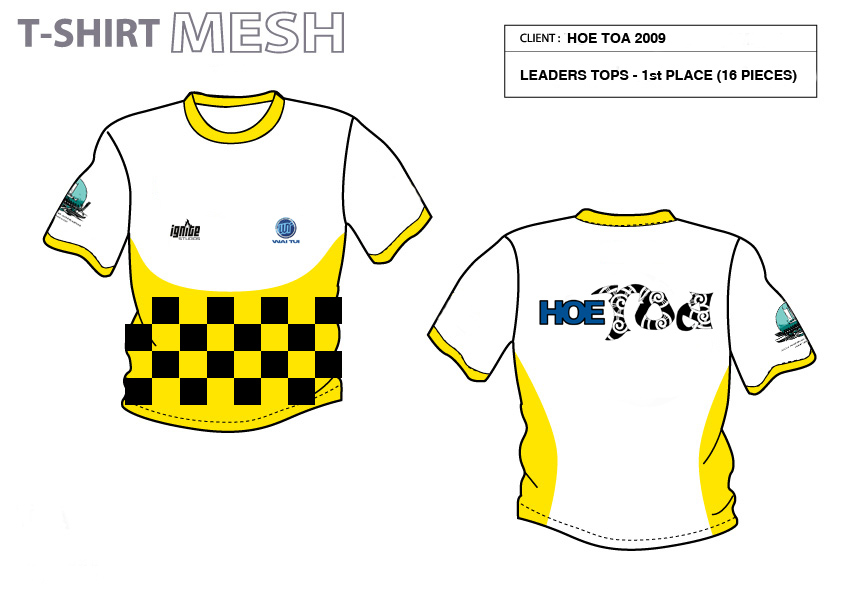 T-SHIRT MESH
CLIENT : HOE TOA 2009
LEADERS TOPS - 1st PLACE (16 PIECES)
ignite
STUDIOS
WAI TUI
HOE Toa